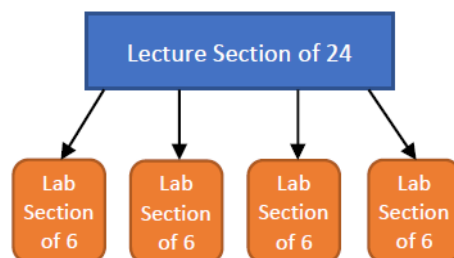 Lecture Section of 24
Lab
Section
of 6
Lab
Section
of 6
Lab
Section
of 6
Lab
Section
of 6